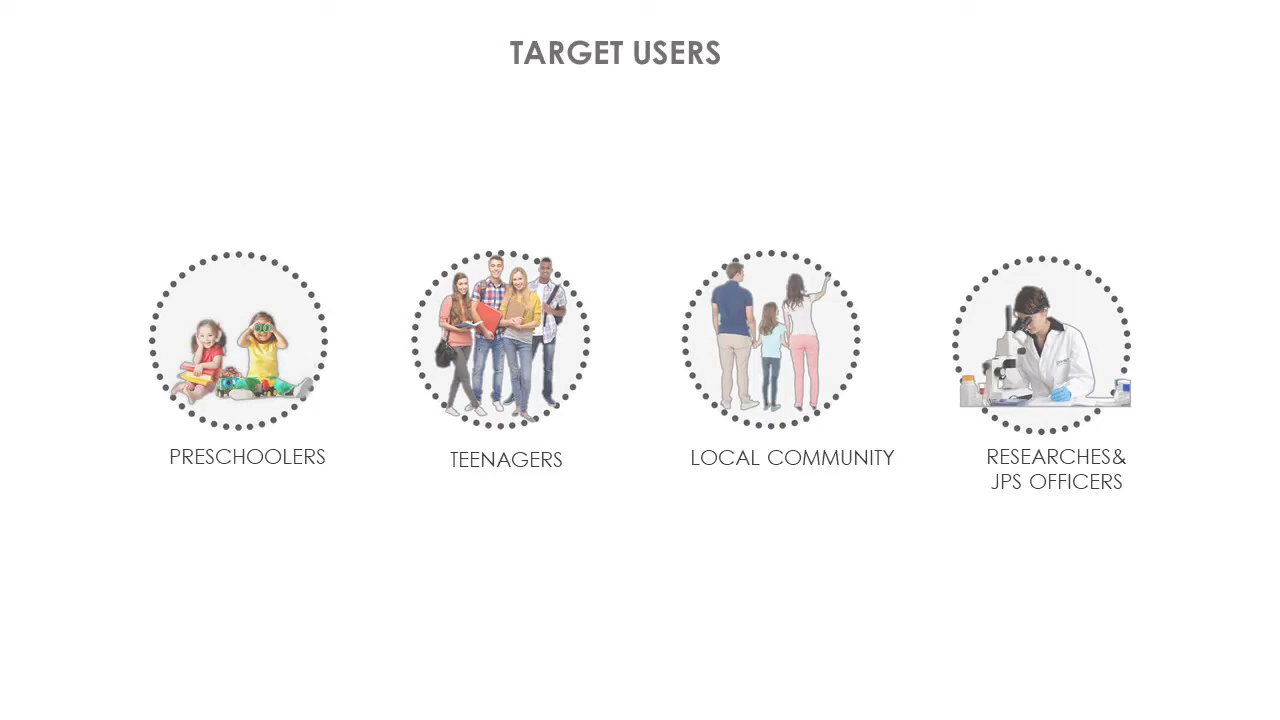 TARGET USERS
PRESCHOOLERS
TEENAGERS
LOCAL COMMUNITY
RESEARCHES&
JPS OFFICERS